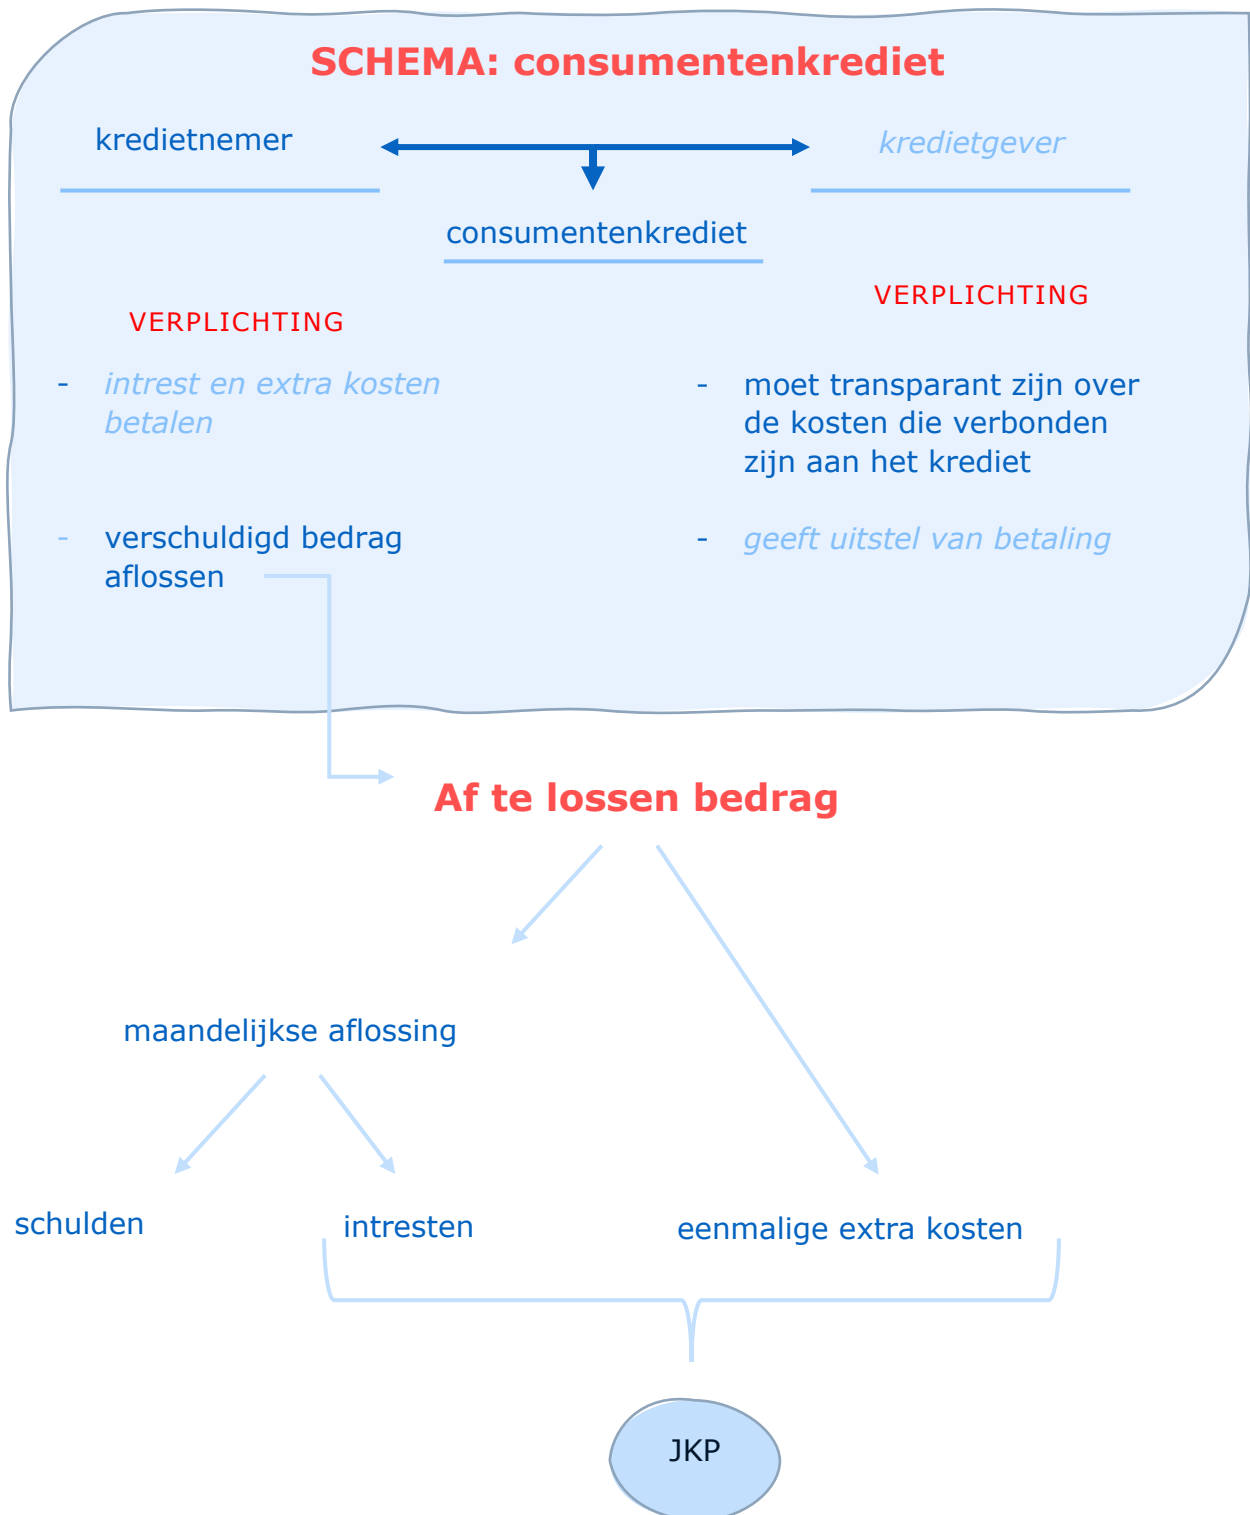 SCHEMA: consumentenkrediet
kredietnemer
kredietgever
consumentenkrediet
VERPLICHTING
- intrest en extra kosten
betalen
- verschuldigd bedrag
aflossen
VERPLICHTING
- moet transparant zijn over
de kosten die verbonden
zijn aan het krediet
- geeft uitstel van betaling
Af te lossen bedrag
maandelijkse aflossing
schulden
intresten
eenmalige extra kosten
JKP